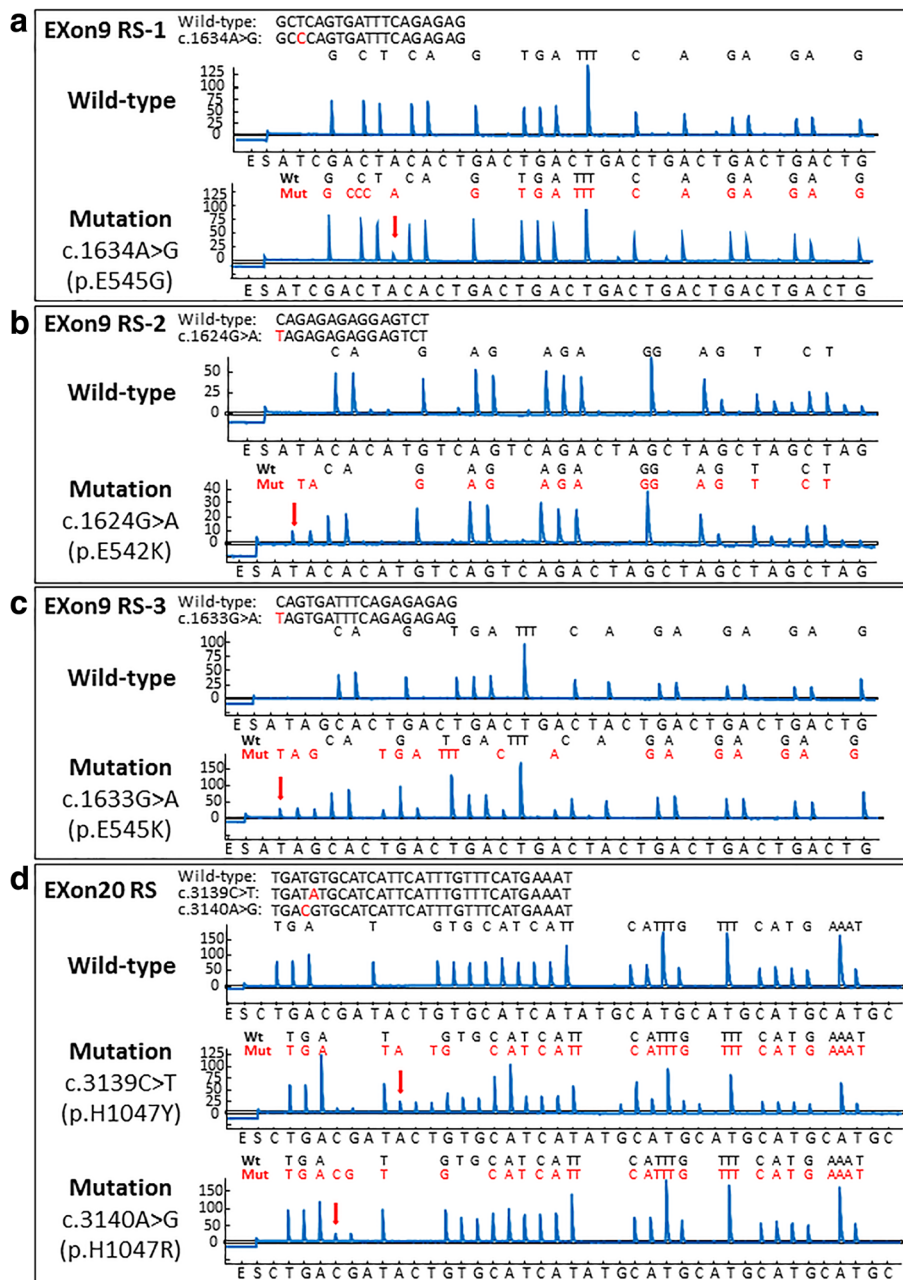 a EXon9 RS-1
Wild-type: GCTCAGTGATTTCAGAGAG
c.1634A>G: GCCCAGTGATTTCAGAGAG
G C T C A G T G A TTT C A G A G A G
Wild-type
125
100
75
50
25
0
E S A T C G A C T A C A C T G A C T G A C T G A C T G A C T G A C T G A C T G
Wt G C T C A G T G A TTT C A G A G A G
Mut G CCC A G T G A TTT C A G A G A G
Mutation
c.1634A>G
(p.E545G)
125
100
75
50
25
0
E S A T C G A C T A C A C T G A C T G A C T G A C T G A C T G A C T G A C T G
b EXon9 RS-2
Wild-type: CAGAGAGAGGAGTCT
c.1624G>A: TAGAGAGAGGAGTCT
C A G A G A G A GG A G T C T
Wild-type
50
25
0
E S A T A C A C A T G T C A G T C A G A C T A G C T A G C T A G
Wt C A G A G A G A GG A G T C T
Mut T A G A G A G A GG A G T C T
Mutation
c.1624G>A
(p.E542K)
40
30
20
10
0
E S A T A C A C A T G T C A G T C A G A C T A G C T A G C T A G
c EXon9 RS-3
Wild-type: CAGTGATTTCAGAGAGAG
c.1633G>A: TAGTGATTTCAGAGAGAG
C A G T G A TTT C A G A G A G A G
Wild-type
100
75
50
25
0
E S A T A G C A C T G A C T G A C T G A C T A C T G A C T G A C T G
Wt C A G T G A TTT C A G A G A G A G
Mut T A G T G A TTT C A G A G A G A G
Mutation
c.1633G>A
(p.E545K)
150
100
50
0
E S A T A G C A C T G A C T G A C T G A C T A C T G A C T G A C T G
d EXon20 RS
Wild-type: TGATGTGCATCATTCATTTGTTTCATGAAAT
c.3139C>T: TGATATGCATCATTCATTTGTTTCATGAAAT
c.3140A>G: TGACGTGCATCATTCATTTGTTTCATGAAAT
T G A T G T G C A T C A TT C A TTT G TTT C A T G AAA T
Wild-type
150
100
50
0
E S C T G A C G A T A C T G T G C A T C A T A T G C A T G C A T G C A T G C A T G C
Wt T G A T G T G C A T C A TT C A TTT G TTT C A T G AAA T
Mut T G A T A T G C A T C A TT C A TTT G TTT C A T G AAA T
Mutation
c.3139C>T
(p.H1047Y)
125
100
75
50
25
0
E S C T G A C G A T A C T G T G C A T C A T A T G C A T G C A T G C A T G C A T G C
Wt T G A T G T G C A T C A TT C A TTT G TTT C A T G AAA T
Mut T G A C G T G C A T C A TT C A TTT G TTT C A T G AAA T
Mutation
c.3140A>G
(p.H1047R)
150
100
50
0
E S C T G A C G A T A C T G T G C A T C A T A T G C A T G C A T G C A T G C A T G C